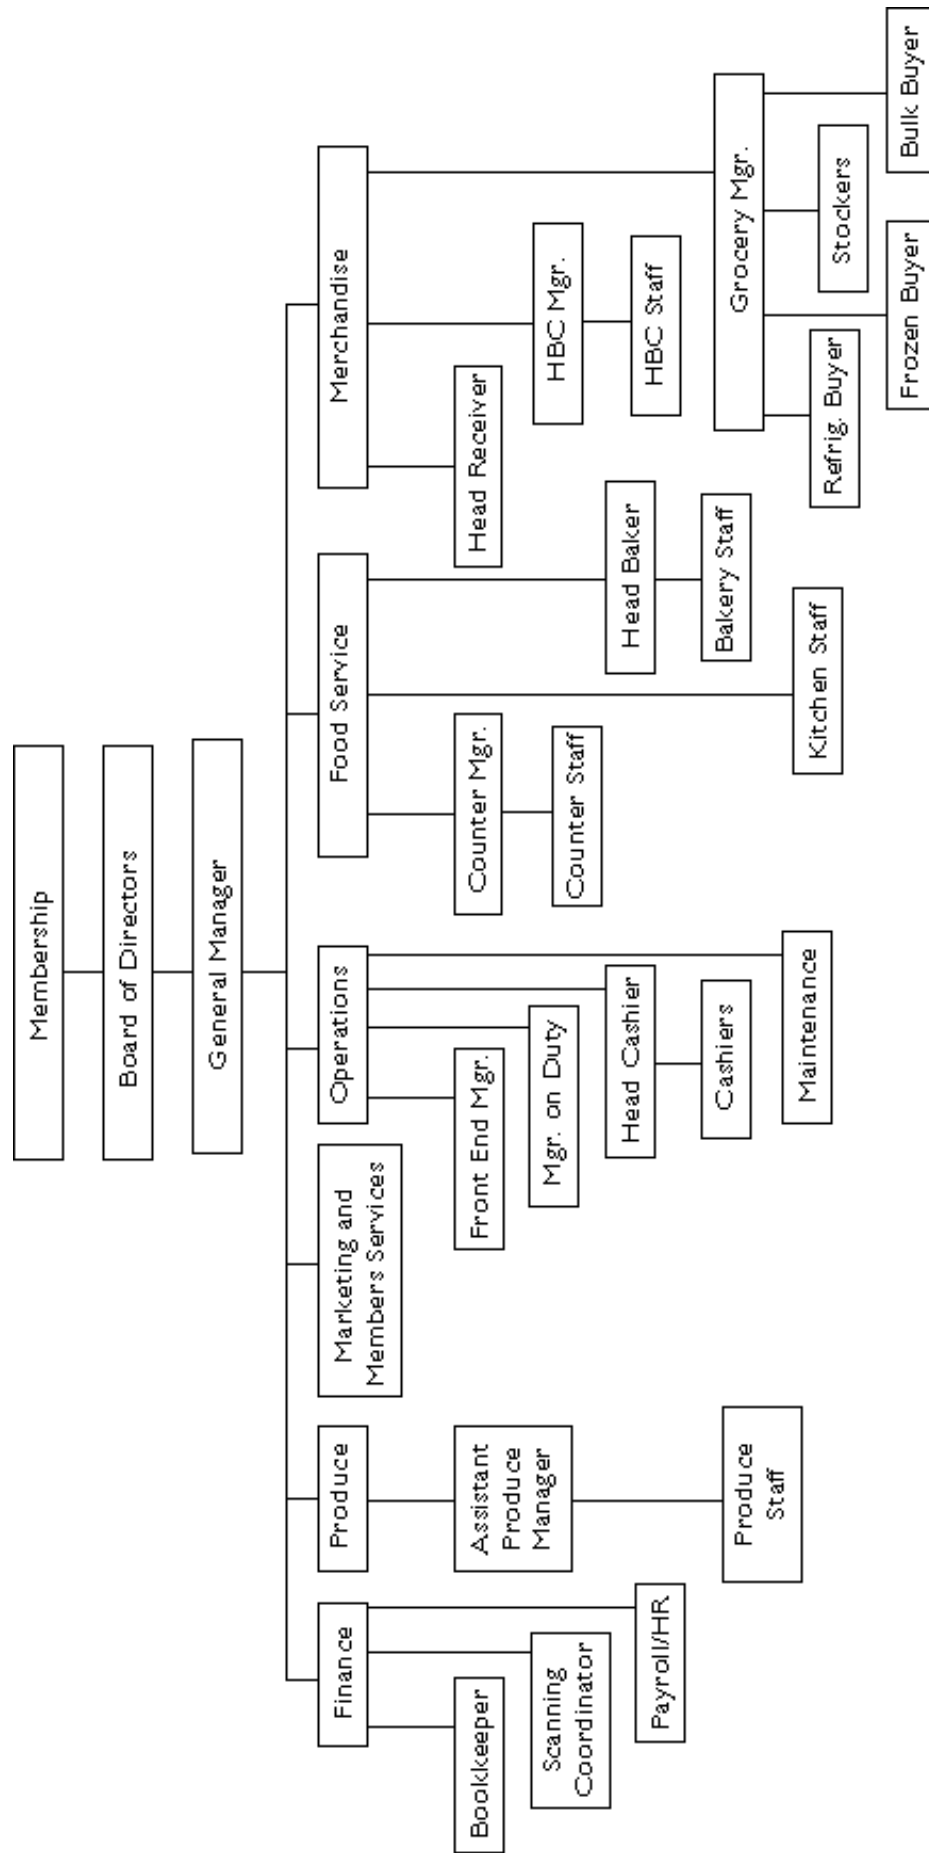 Membership
Board of Directors
General Manager
Finance
Produce
Marketing and
Members Services
Operations
Food Service
Merchandise
Bookkeeper
Scanning
Coordinator
Payroll/HR
Assistant
Produce
Manager
Produce
Staff
Front End Mgr.
Mgr. on Duty
Head Cashier
Cashiers
Maintenance
Counter Mgr.
Counter Staff
Kitchen Staff
Head Baker
Bakery Staff
Head Receiver
HBC Mgr.
HBC Staff
Grocery Mgr.
Refrig. Buyer
Frozen Buyer
Stockers
Bulk Buyer